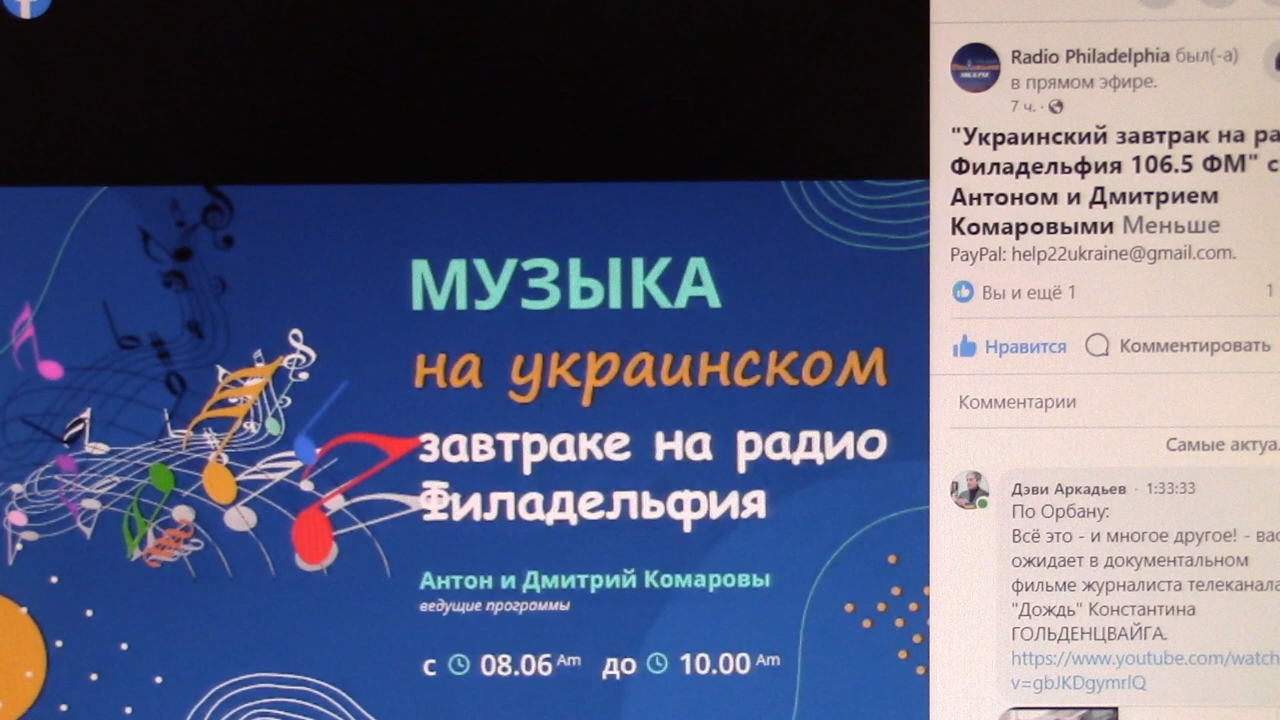 МУЗЫКА
на украинском
завтраке на радио
Филадельфия
Антон и Дмитрий Комаровы
ведущие программы
с 08.06 Am до 10.00 Am
Radio Philadelphia был(-а)
в прямом эфире.
7 ч. ·
"Украинский завтрак на ра
Филадельфия 106.5 ФМ" с
Антоном и Дмитрием
Комаровыми Меньше
PayPal: help22ukraine@gmail.com.
Вы и ещё 1
1
Нравится
Комментировать
Комментарии
Самые актуа
Дэви Аркадьев · 1:33:33
По Орбану:
Всё это - и многое другое! - вас
ожидает в документальном
фильме журналиста телеканала
"Дождь" Константина
ГОЛЬДЕНЦВАЙГА.
https://www.youtube.com/watch
v=gbJKDgymrlQ